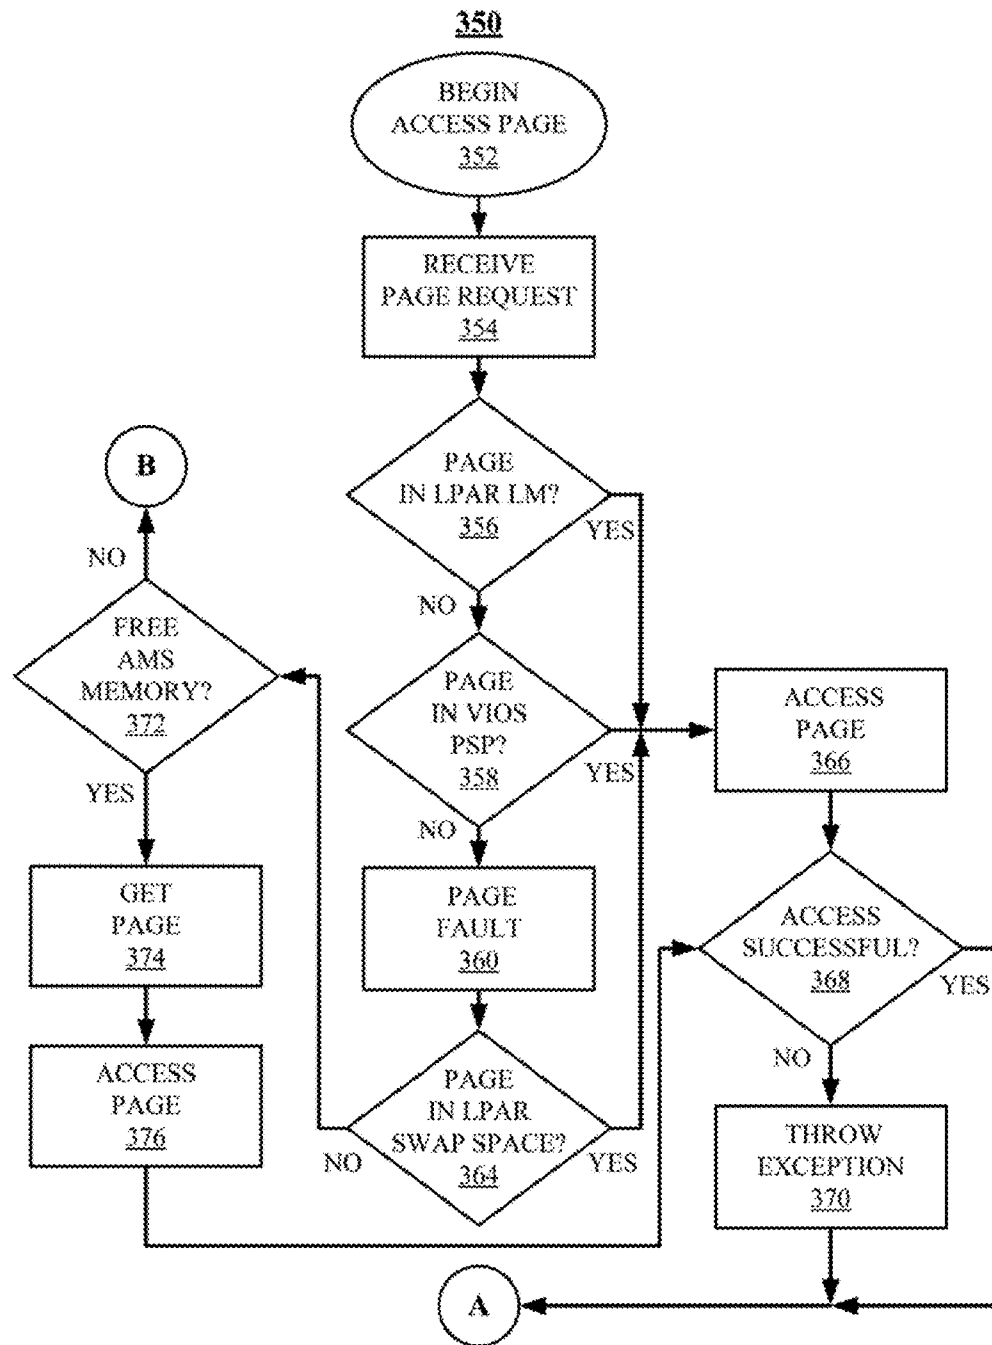 350
BEGIN
ACCESS PAGE
352
RECEIVE
PAGE REQUEST
354
PAGE
IN LPAR LM?
356
YES
NO
B
NO
FREE
AMS
MEMORY?
372
YES
PAGE
IN VIOS
PSP?
358
YES
NO
ACCESS
PAGE
366
GET
PAGE
374
PAGE
FAULT
360
ACCESS
SUCCESSFUL?
368
YES
NO
ACCESS
PAGE
376
PAGE
IN LPAR
SWAP SPACE?
364
NO
YES
THROW
EXCEPTION
370
A